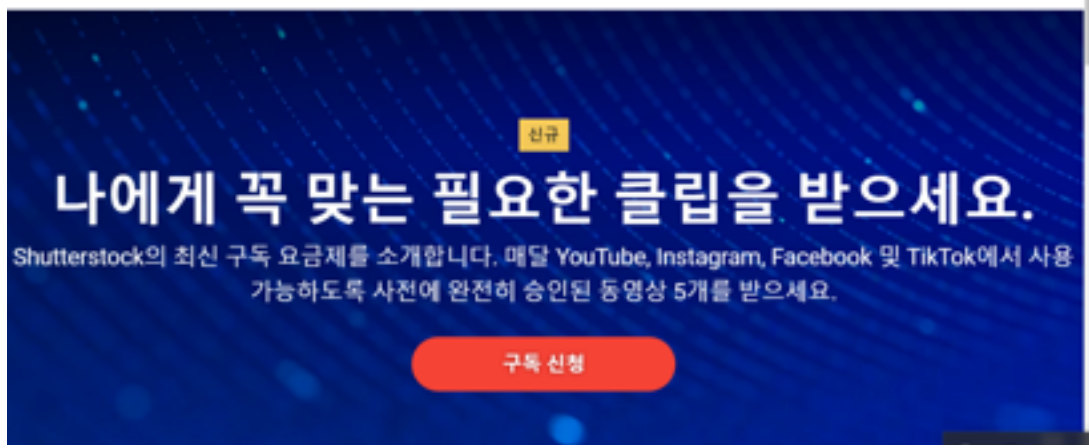 신규
나에게 꼭 맞는 필요한 클립을 받으세요.
Shutterstock의 최신 구독 요금제를 소개합니다. 매달 YouTube, Instagram, Facebook 및 TikTok에서 사용
가능하도록 사전에 완전히 승인된 동영상 5개를 받으세요.
구독 신청